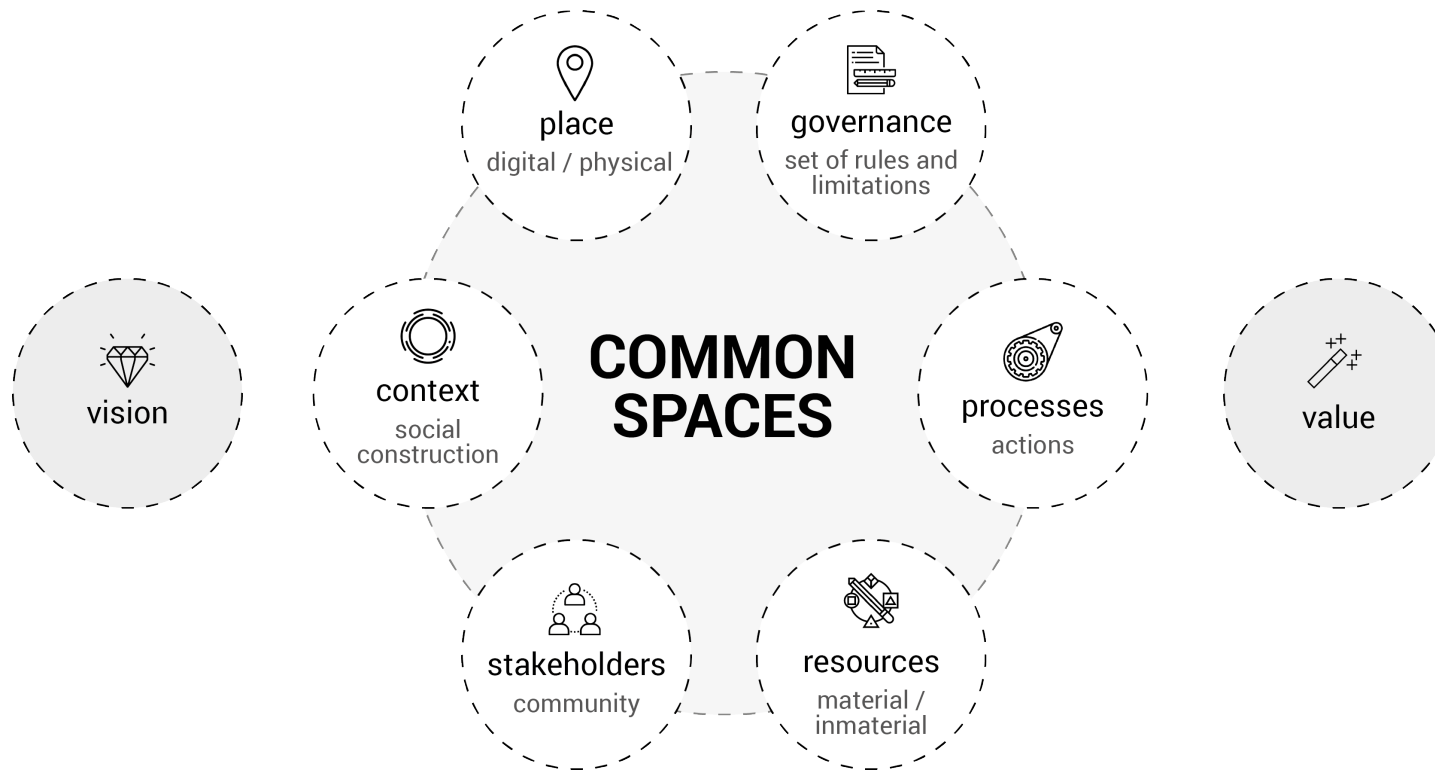 place
digital / physical
governance
set of rules and
limitations
vision
context
social
construction
COMMON
SPACES
processes
actions
value
stakeholders
community
resources
material /
inmaterial